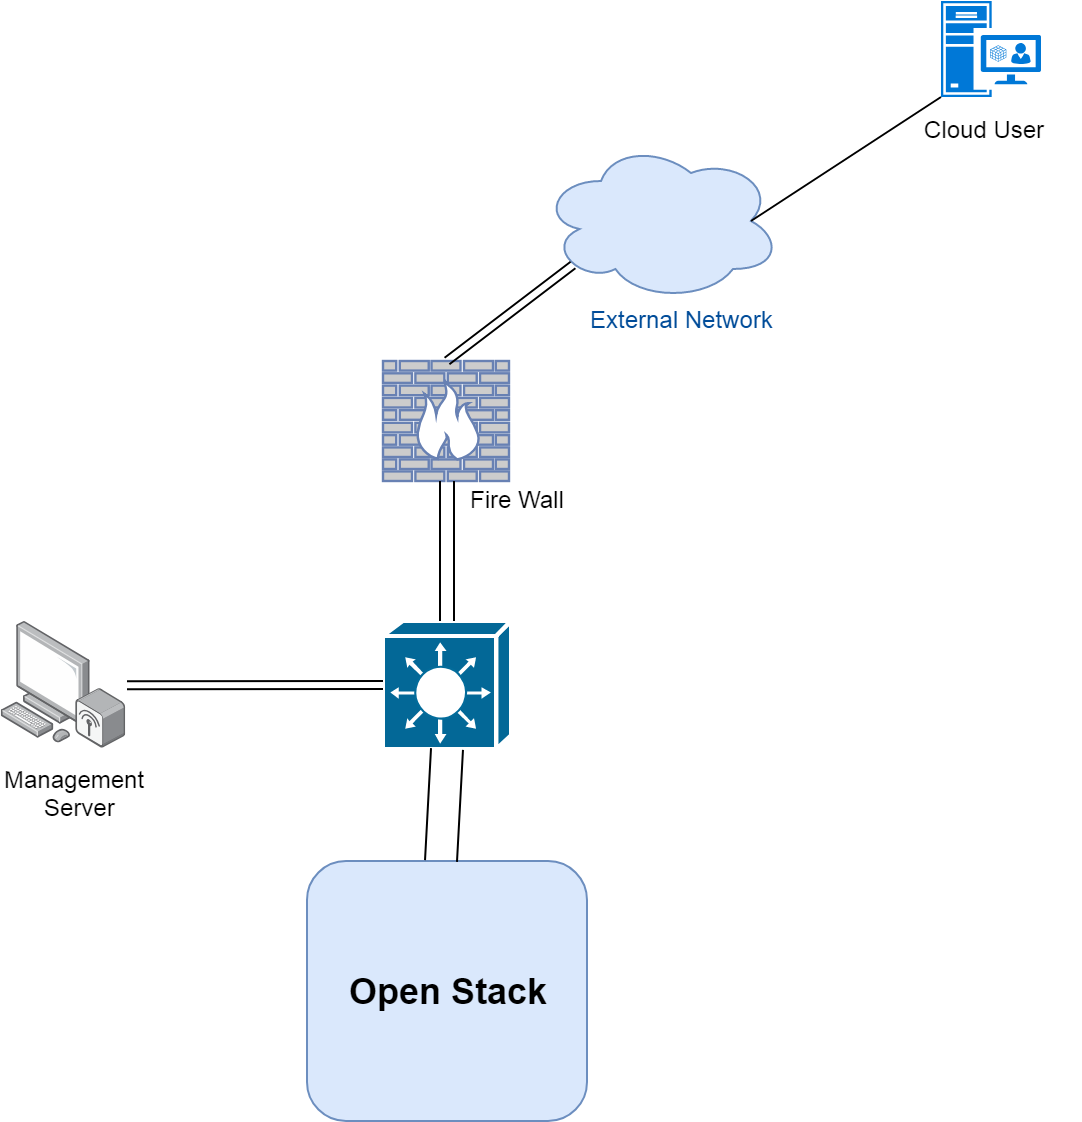 Cloud User
External Network
Fire Wall
Management
Server
Open Stack